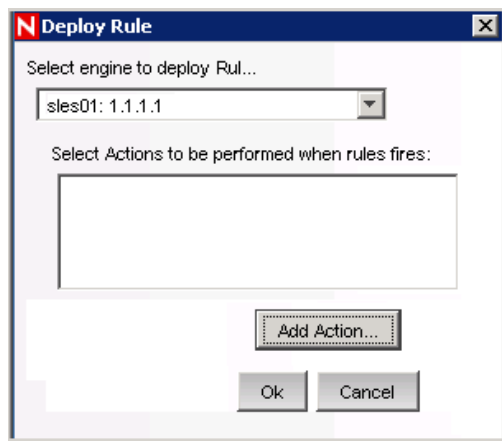 N Deploy Rule
Select engine to deploy Rul...
sles01: 1.1.1.1
Select Actions to be performed when rules fires:
Add Action...
Ok Cancel